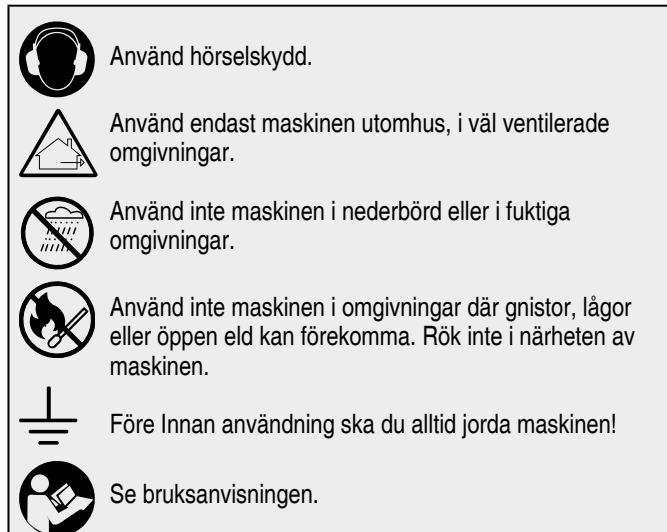 Använd hörselskydd.
Använd endast maskinen utomhus, i väl ventilerade
omgivningar.
Använd inte maskinen i nederbörd eller i fuktiga
omgivningar.
Använd inte maskinen i omgivningar där gnistor, lågor
eller öppen eld kan förekomma. Rök inte i närheten av
maskinen.
Före Innan användning ska du alltid jorda maskinen!
Se bruksanvisningen.